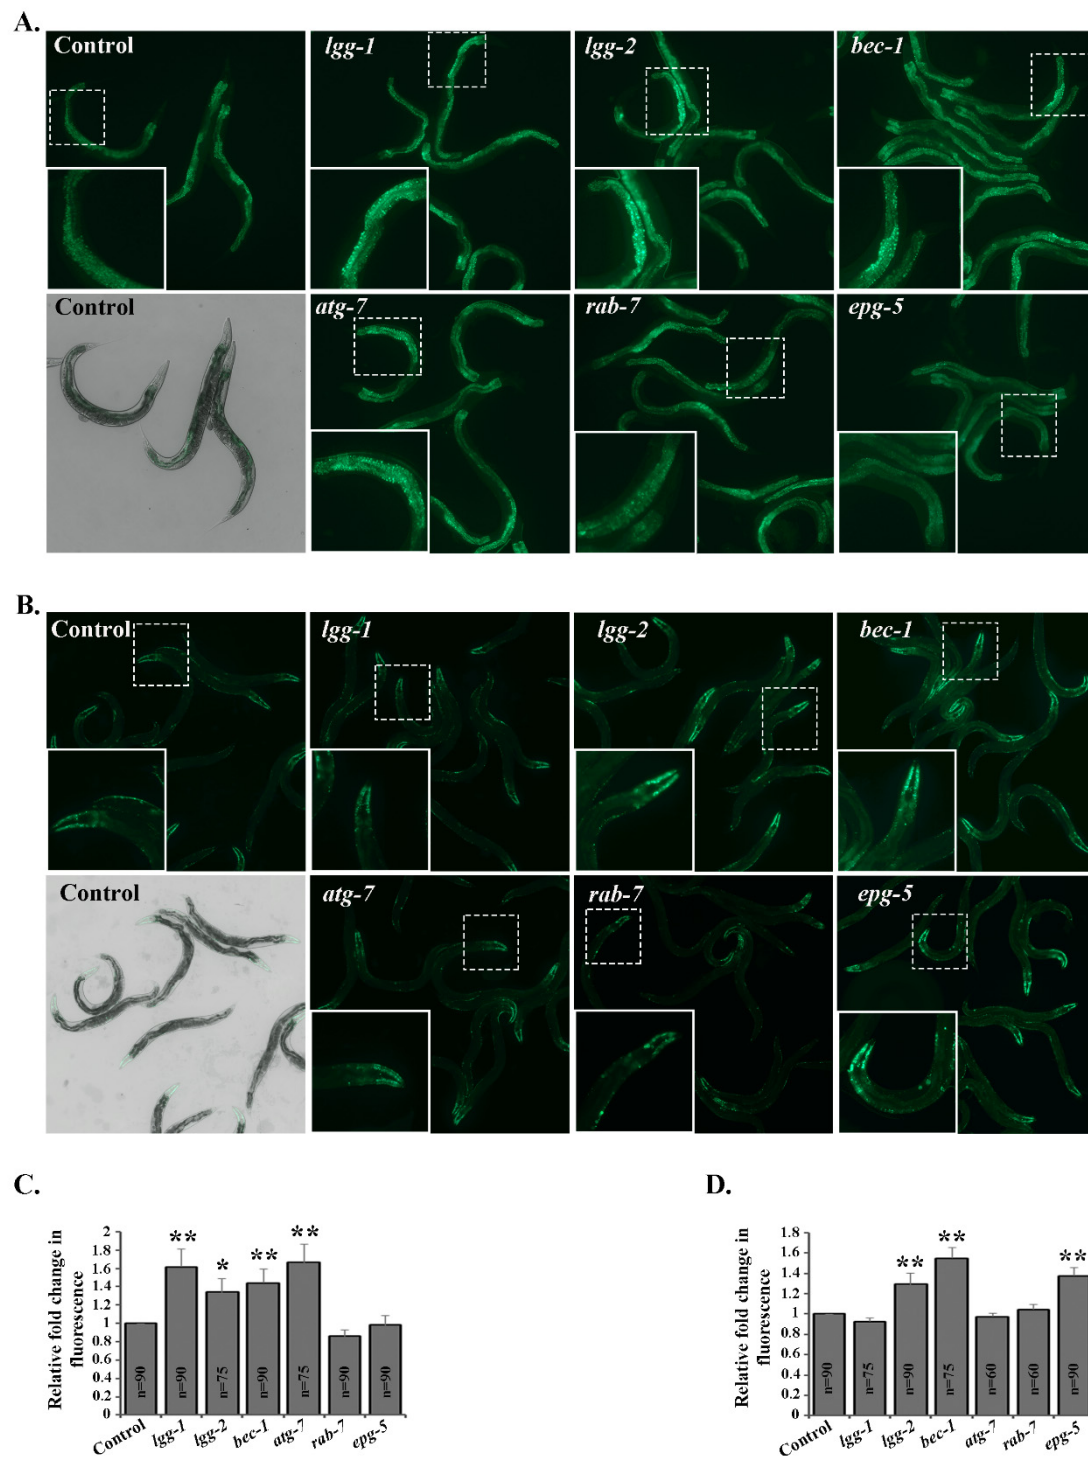 A.
Control
lgg-1
lgg-2
bec-1
Control
atg-7
rab-7
epg-5
B.
Control
lgg-1
lgg-2
bec-1
Control
atg-7
rab-7
epg-5
C.
Relative fold change in
fluorescence
2
1.8
1.6
1.4
1.2
1
0.8
0.6
0.4
0.2
0
**
*
**
**
n=90
n=90
n=75
n=90
n=75
n=90
n=90
Control
lgg-1
lgg-2
bec-1
atg-7
rab-7
epg-5
D.
Relative fold change in
fluorescence
1.8
1.6
1.4
1.2
1
0.8
0.6
0.4
0.2
0
**
**
**
n=90
n=75
n=90
n=75
n=60
n=60
n=90
Control
lgg-1
lgg-2
bec-1
atg-7
rab-7
epg-5